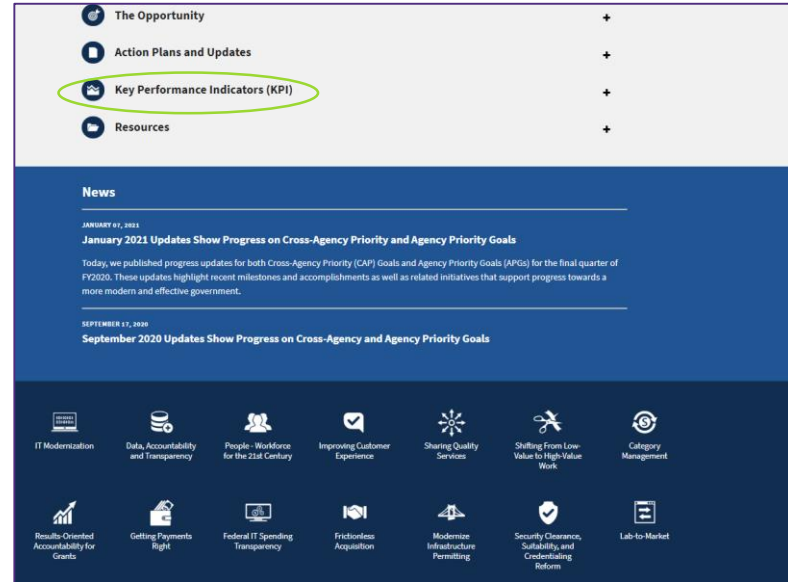 The Opportunity +
Action Plans and Updates +
Key Performance Indicators (KPI) +
Resources +
News
JANUARY 07, 2021
January 2021 Updates Show Progress on Cross-Agency Priority and Agency Priority Goals
Today, we published progress updates for both Cross-Agency Priority (CAP) Goals and Agency Priority Goals (APGs) for the final quarter of
FY2020. These updates highlight recent milestones and accomplishments as well as related initiatives that support progress towards a
more modern and effective government.
SEPTEMBER 17, 2020
September 2020 Updates Show Progress on Cross-Agency and Agency Priority Goals
IT Modernization
Data, Accountability
and Transparency
People - Workforce
for the 21st Century
Improving Customer
Experience
Sharing Quality
Services
Shifting From Low-
Value to High-Value
Work
Category
Management
Results-Oriented
Accountability for
Grants
Getting Payments
Right
Federal IT Spending
Transparency
Frictionless
Acquisition
Modernize
Infrastructure
Permitting
Security Clearance,
Suitability, and
Credentialing
Reform
Lab-to-Market